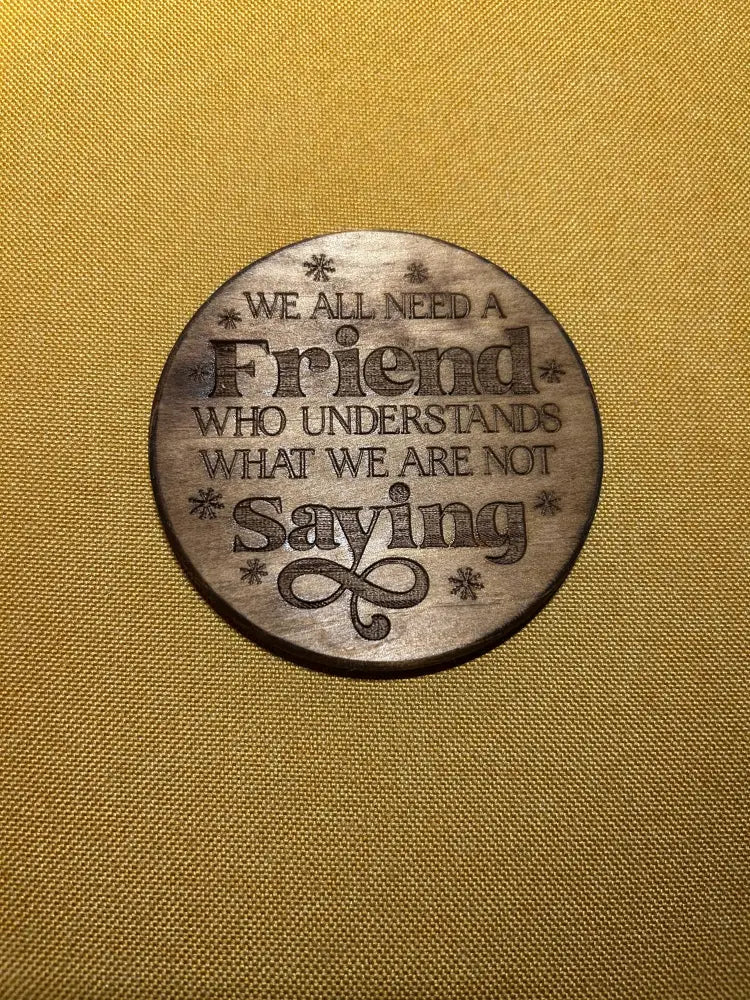 WE ALL NEED A
Friend
WHO UNDERSTANDS
WHAT WE ARE NOT
Saying